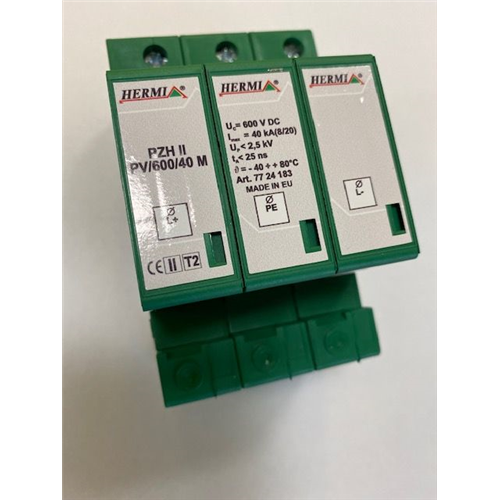 HERMI
PZH II
PV/600/40 M
Ø
L+
CE II T2
HERMI
Uc= 600 V DC
Imax = 40 kA(8/20)
Up< 2,5 kV
ta< 25 ns
ϑ= - 40 ÷ + 80°C
Art. 77 24 183
MADE IN EU
Ø
PE
HERMI
Ø
L-